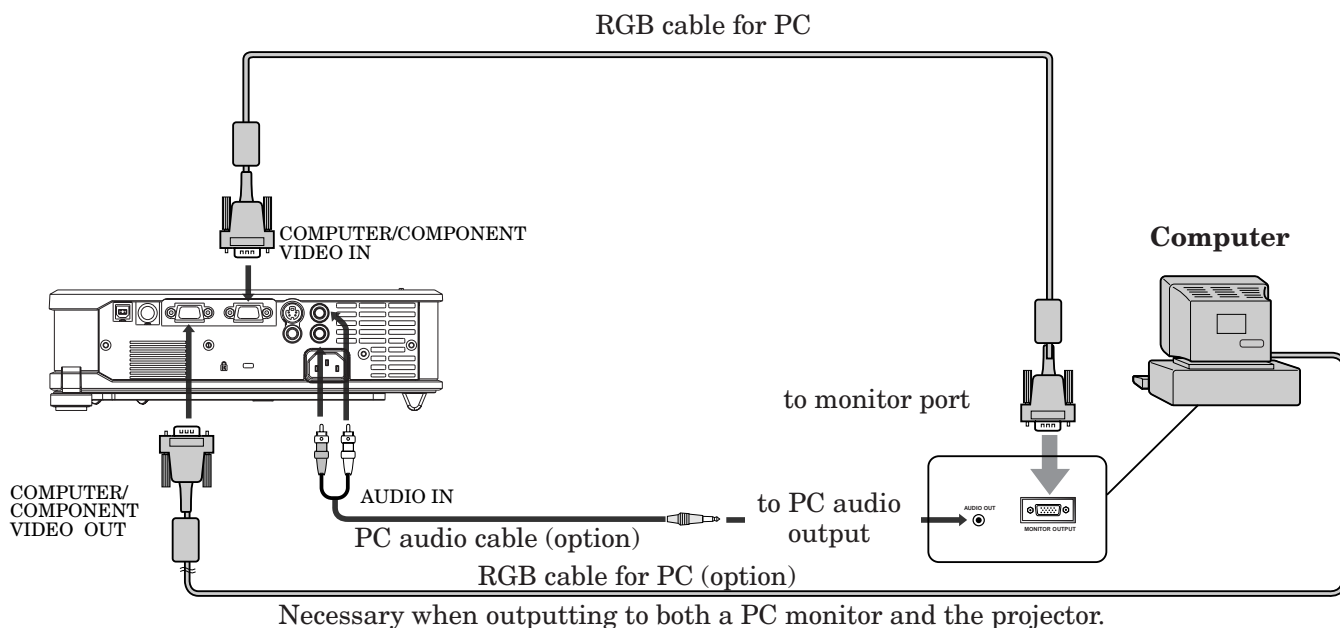 RGB cable for PC
COMPUTER/COMPONENT
VIDEO IN
Computer
to monitor port
COMPUTER/
COMPONENT
VIDEO OUT
AUDIO IN
PC audio cable (option)
to PC audio
output
AUDIO OUT
MONITOR OUTPUT
RGB cable for PC (option)
Necessary when outputting to both a PC monitor and the projector.